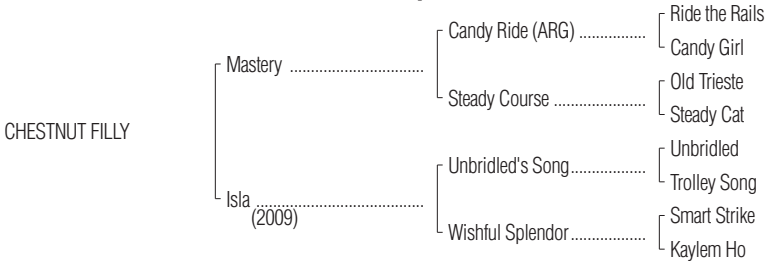 Ride the Rails
Candy Ride (ARG) ................
Candy Girl
Mastery ................................
Old Trieste
Steady Course ......................
Steady Cat
CHESTNUT FILLY
Unbridled
Unbridled's Song...................
Trolley Song
Isla ........................................
(2009)
Smart Strike
Wishful Splendor..................
Kaylem Ho